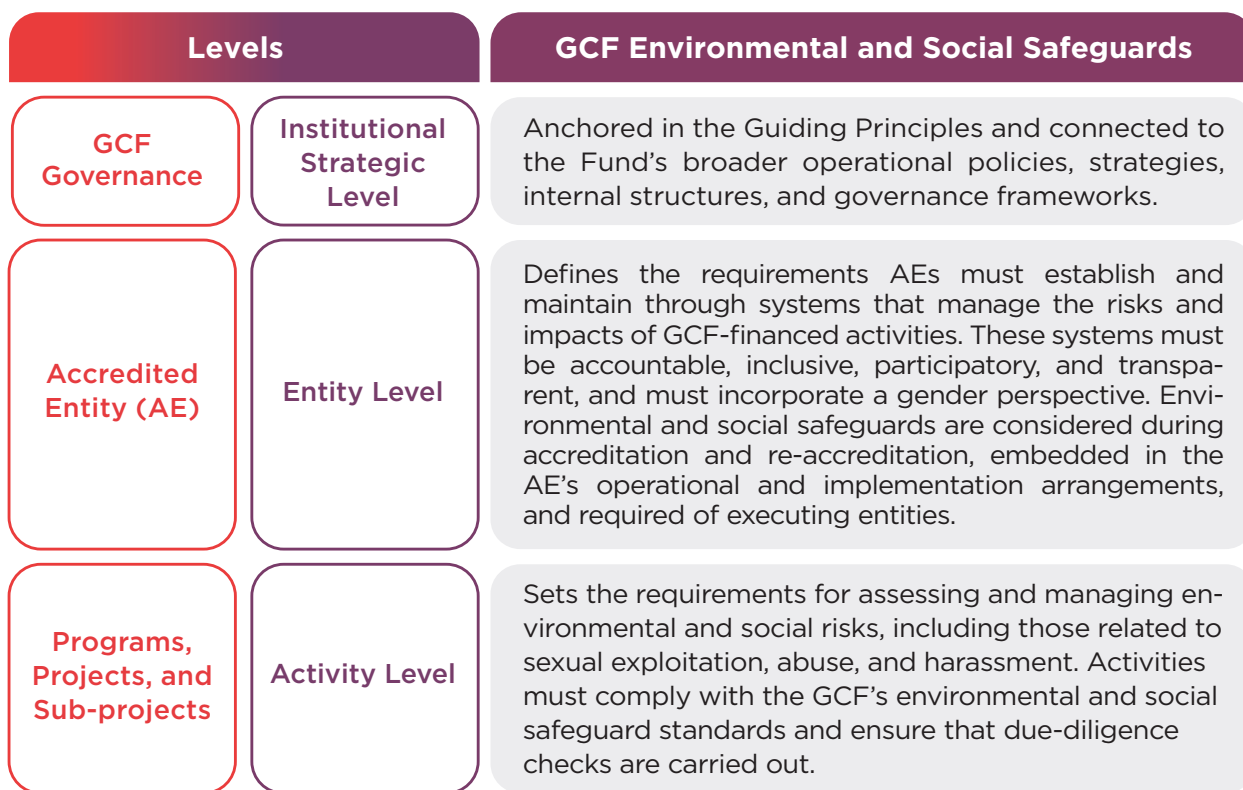 Levels
GCF Environmental and Social Safeguards
GCF
Governance
Institutional
Strategic
Level
Anchored in the Guiding Principles and connected to
the Fund's broader operational policies, strategies,
internal structures, and governance frameworks.
Accredited
Entity (AE)
Entity Level
Defines the requirements AEs must establish and
maintain through systems that manage the risks and
impacts of GCF-financed activities. These systems must
be accountable, inclusive, participatory, and transpa-
rent, and must incorporate a gender perspective. Envi-
ronmental and social safeguards are considered during
accreditation and re-accreditation, embedded in the
AE's operational and implementation arrangements,
and required of executing entities.
Programs,
Projects, and
Sub-projects
Activity Level
Sets the requirements for assessing and managing en-
vironmental and social risks, including those related to
sexual exploitation, abuse, and harassment. Activities
must comply with the GCF's environmental and social
safeguard standards and ensure that due-diligence
checks are carried out.